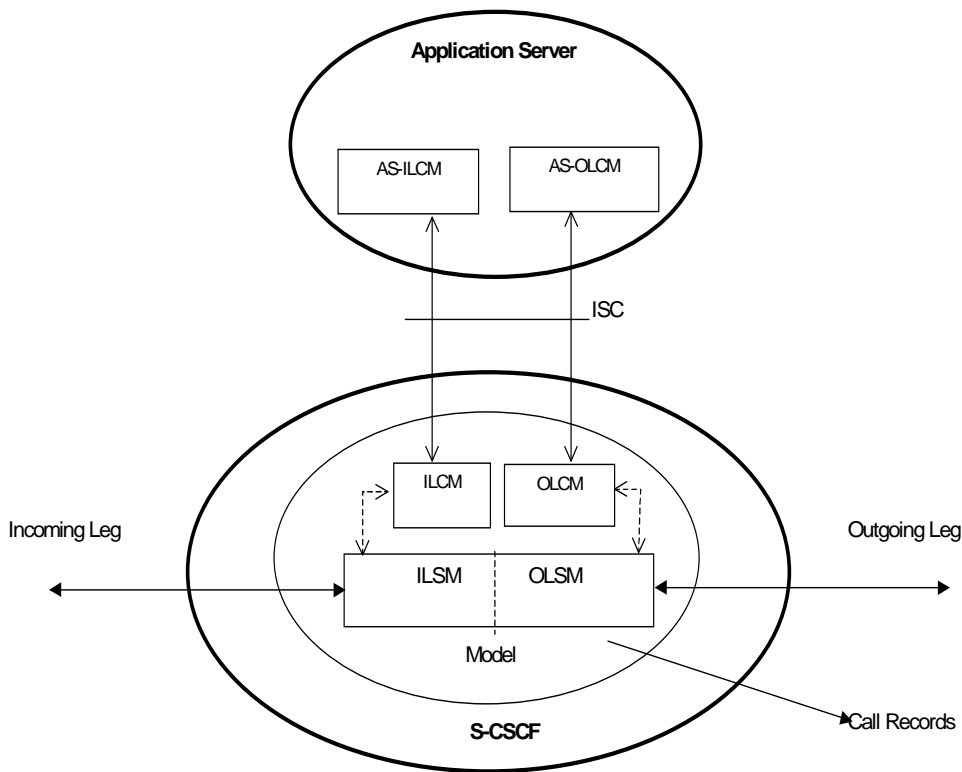 Application Server
AS-ILCM
AS-OLCM
ISC
ILCM
OLCM
Incoming Leg
Outgoing Leg
ILSM
OLSM
Model
Call Records
S-CSCF